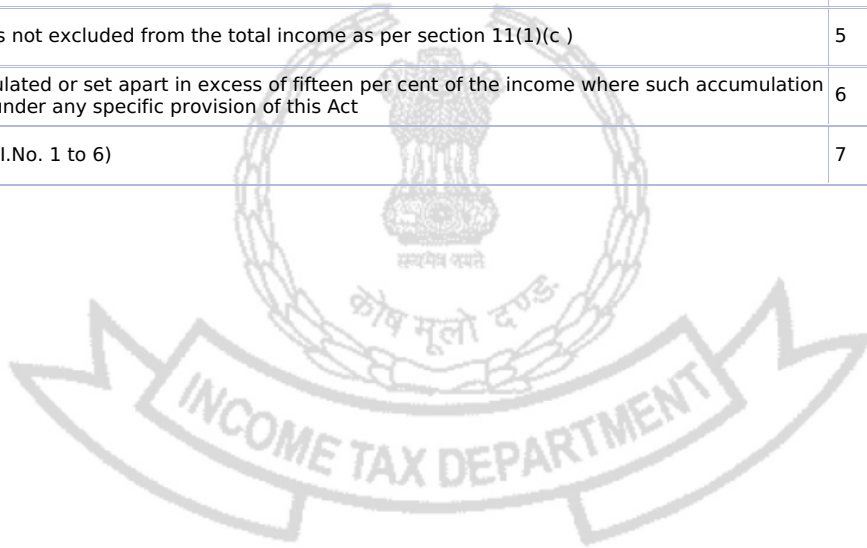 s not excluded from the total income as per section 11(1)(c ) 5
ulated or set apart in excess of fifteen per cent of the income where such accumulation 6
under any specific provision of this Act
I.No. 1 to 6) 7
सत्यमेव जयते
कोष मूलो दण्डः
INCOME TAX DEPARTMENT